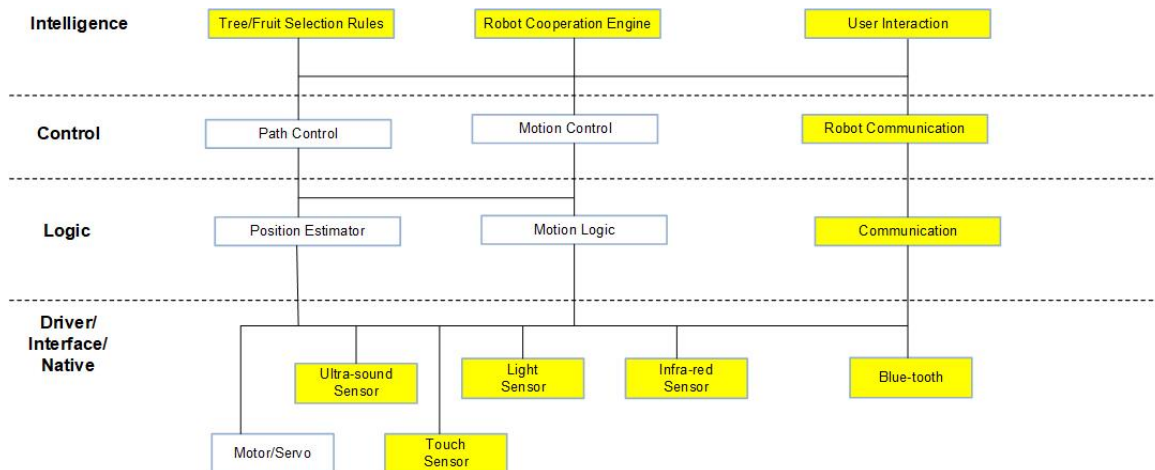 Intelligence
Tree/Fruit Selection Rules
Robot Cooperation Engine
User Interaction
Control
Path Control
Motion Control
Robot Communication
Logic
Position Estimator
Motion Logic
Communication
Driver/
Interface/
Native
Ultra-sound
Sensor
Light
Sensor
Infra-red
Sensor
Blue-tooth
Motor/Servo
Touch
Sensor